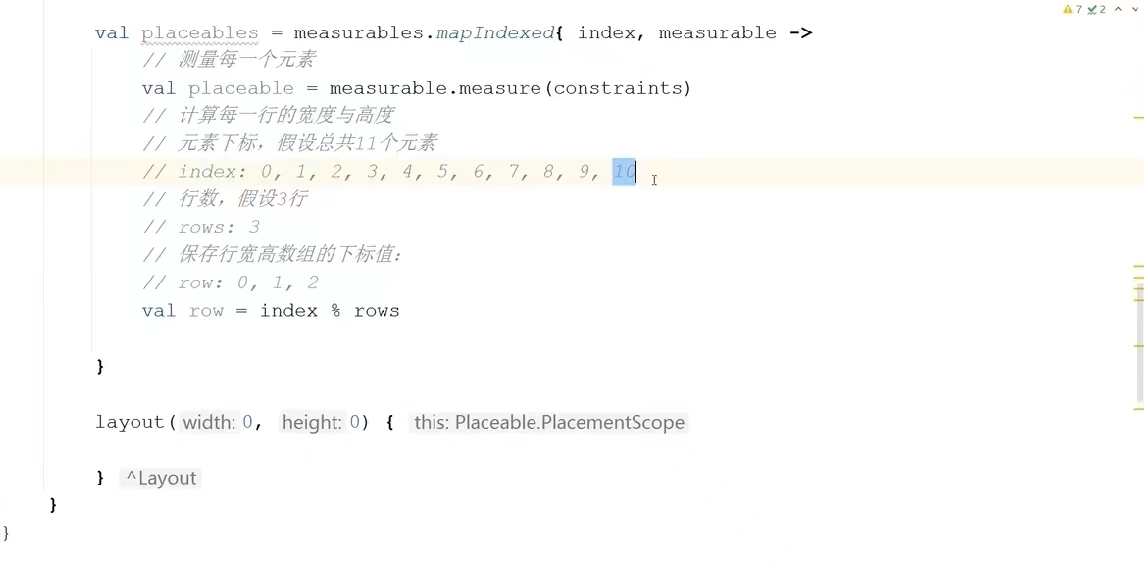 7 2
val placeables = measurables.mapIndexed{ index, measurable ->
// 测量每一个元素
val placeable = measurable.measure(constraints)
// 计算每一行的宽度与高度
// 元素下标，假设总共11个元素
// index: 0, 1, 2, 3, 4, 5, 6, 7, 8, 9, 10
// 行数，假设3行
// rows: 3
// 保存行宽高数组的下标值：
// row: 0, 1, 2
val row = index % rows
}
layout( width: 0, height: 0) { this: Placeable.PlacementScope
} ^Layout
}
}